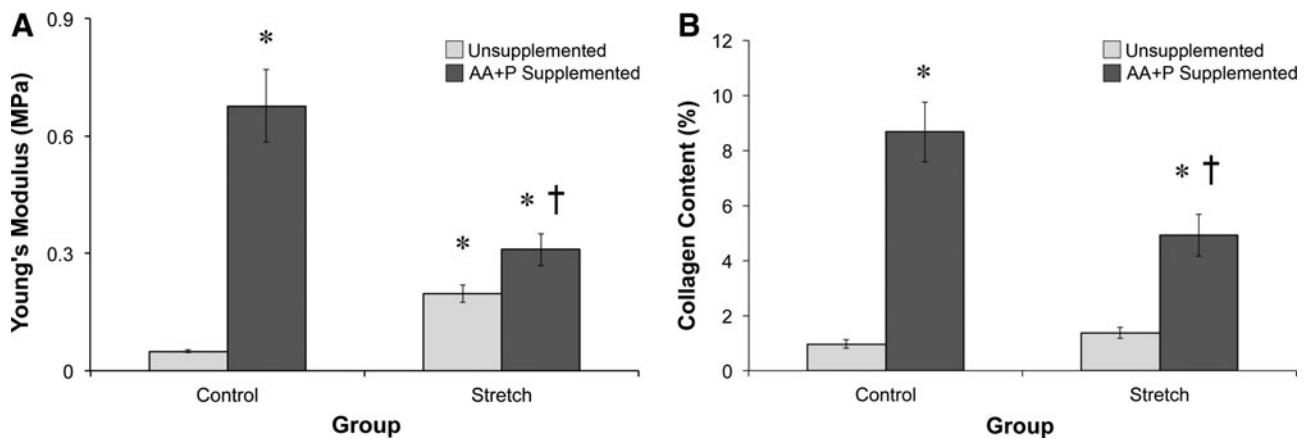 A
Young's Modulus (MPa)
0.9
0.6
0.3
0
*
*
* †
Unsupplemented
AA+P Supplemented
Control
Stretch
Group
B
Collagen Content (%)
12
10
8
6
4
2
0
*
* †
Unsupplemented
AA+P Supplemented
Control
Stretch
Group